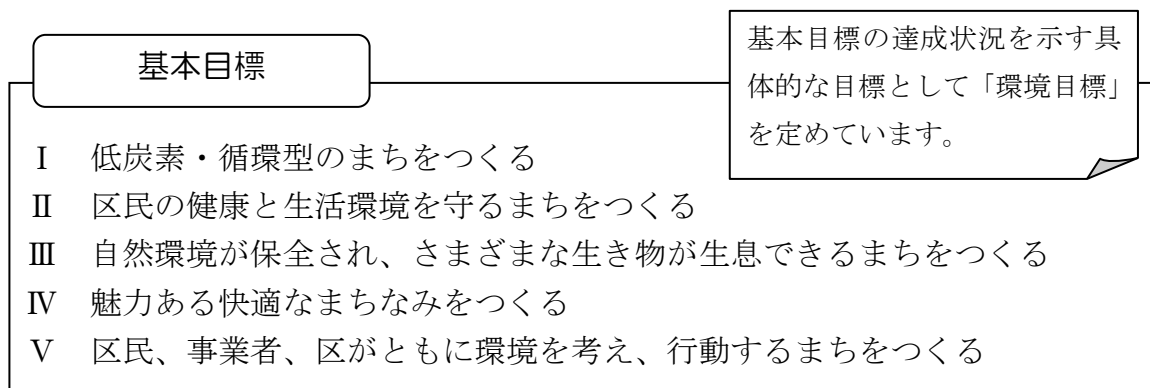 基本目標
基本目標の達成状況を示す具
体的な目標として「環境目標」
を定めています。
Ⅰ 低炭素・循環型のまちをつくる
Ⅱ 区民の健康と生活環境を守るまちをつくる
Ⅲ 自然環境が保全され、さまざまな生き物が生息できるまちをつくる
Ⅳ 魅力ある快適なまちなみをつくる
Ⅴ 区民、事業者、区がともに環境を考え、行動するまちをつくる